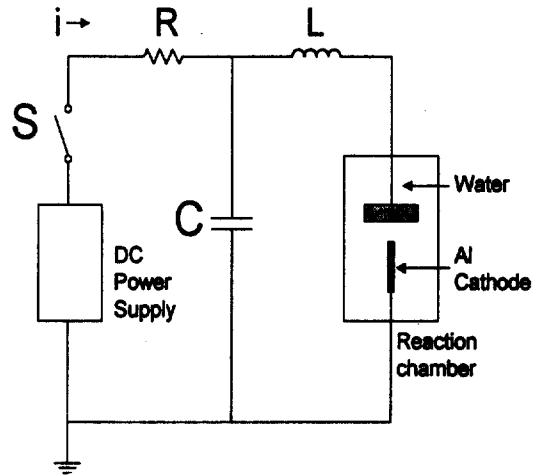 i→ R L
S
C
DC
Power
Supply
Water
Al
Cathode
Reaction
chamber